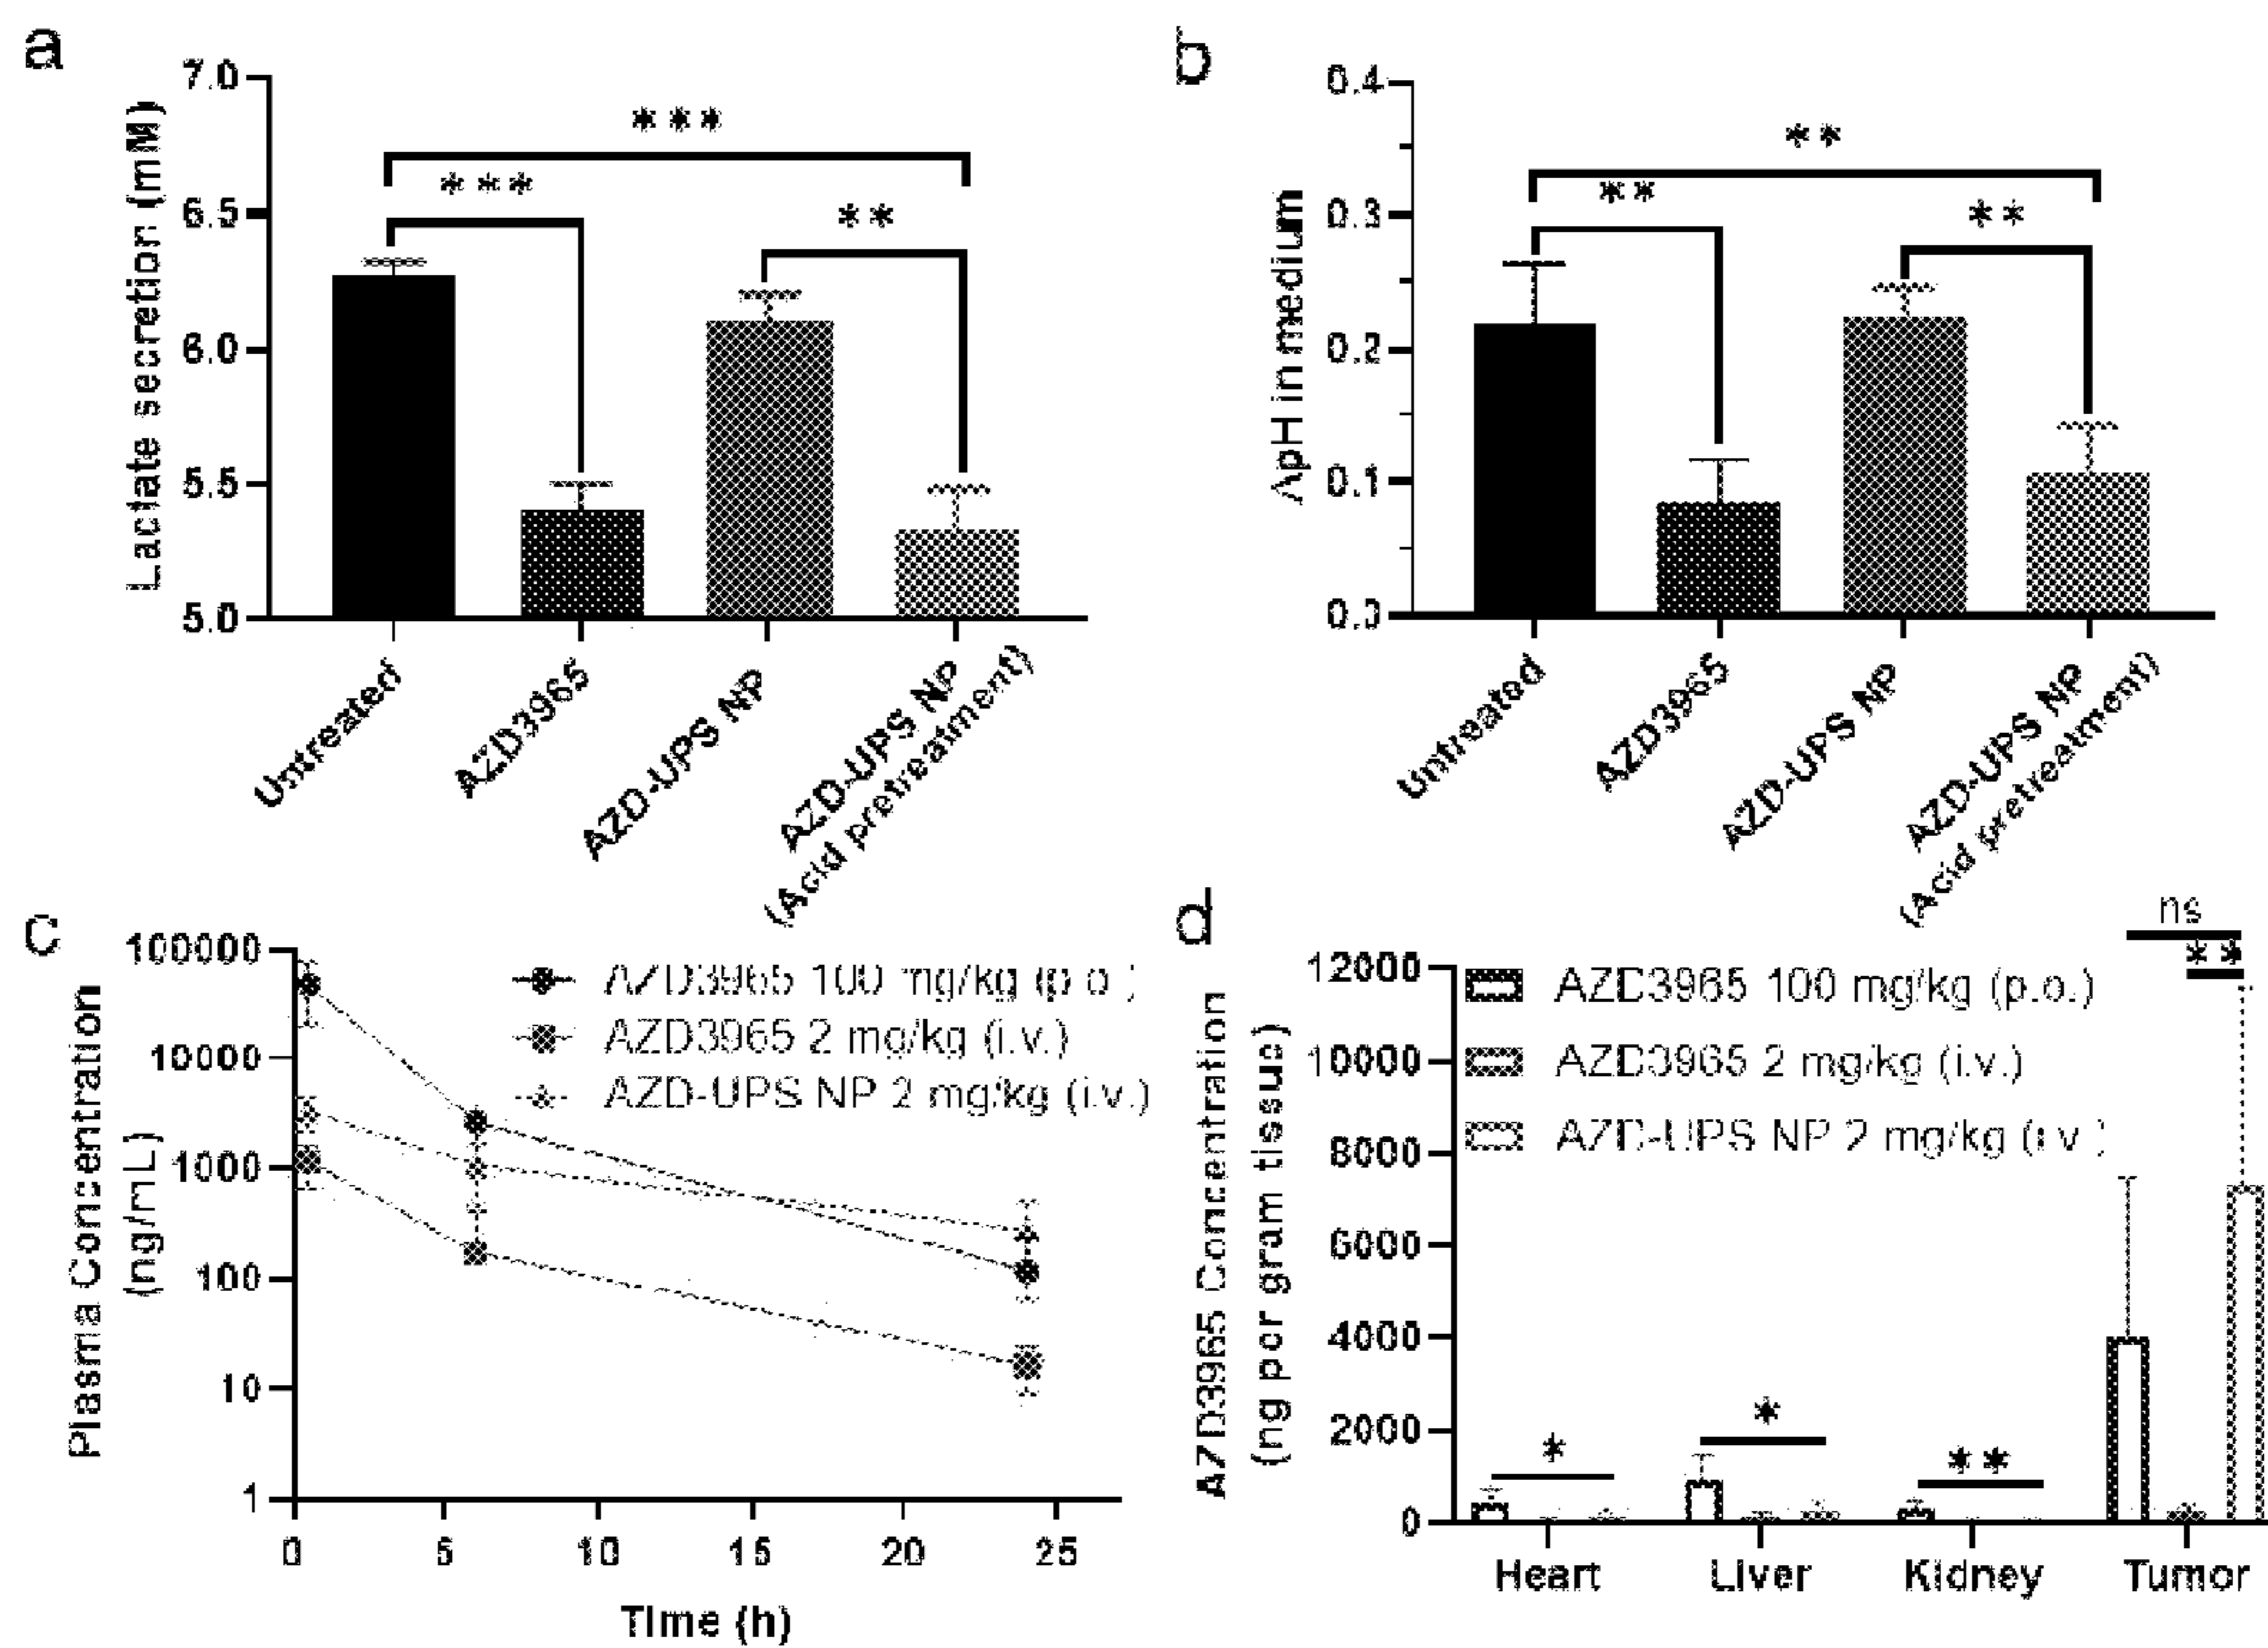 a
7.0
6.5
6.0
5.5
5.0
Lactate secretion (mM)
***
***
**
Untreated
AZD3965
AZD-UPS NP
AZD-UPS NP
(Acid pretreatment)
b
0.4
0.3
0.2
0.1
0.0
ΔpH in medium
**
**
**
Untreated
AZD3965
AZD-UPS NP
AZD-UPS NP
(Acid pretreatment)
c
100000
10000
1000
100
10
1
Plasma Concentration
(ng/mL)
AZD3965 100 mg/kg (p.o.)
AZD3965 2 mg/kg (i.v.)
AZD-UPS NP 2 mg/kg (i.v.)
0 5 10 15 20 25
Time (h)
d
12000
10000
8000
6000
4000
2000
0
AZD3965 Concentration
(ng per gram tissue)
AZD3965 100 mg/kg (p.o.)
AZD3965 2 mg/kg (i.v.)
AZD-UPS NP 2 mg/kg (i.v.)
ns
**
*
*
**
Heart Liver Kidney Tumor